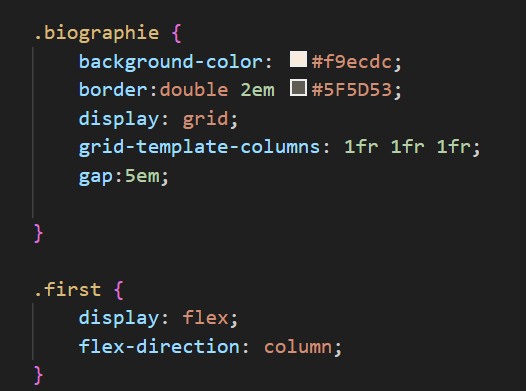 .biographie {
    background-color: #f9ecdc;
    border:double 2em #5F5D53;
    display: grid;
    grid-template-columns: 1fr 1fr 1fr;
    gap:5em;

}

.first {
    display: flex;
    flex-direction: column;
}